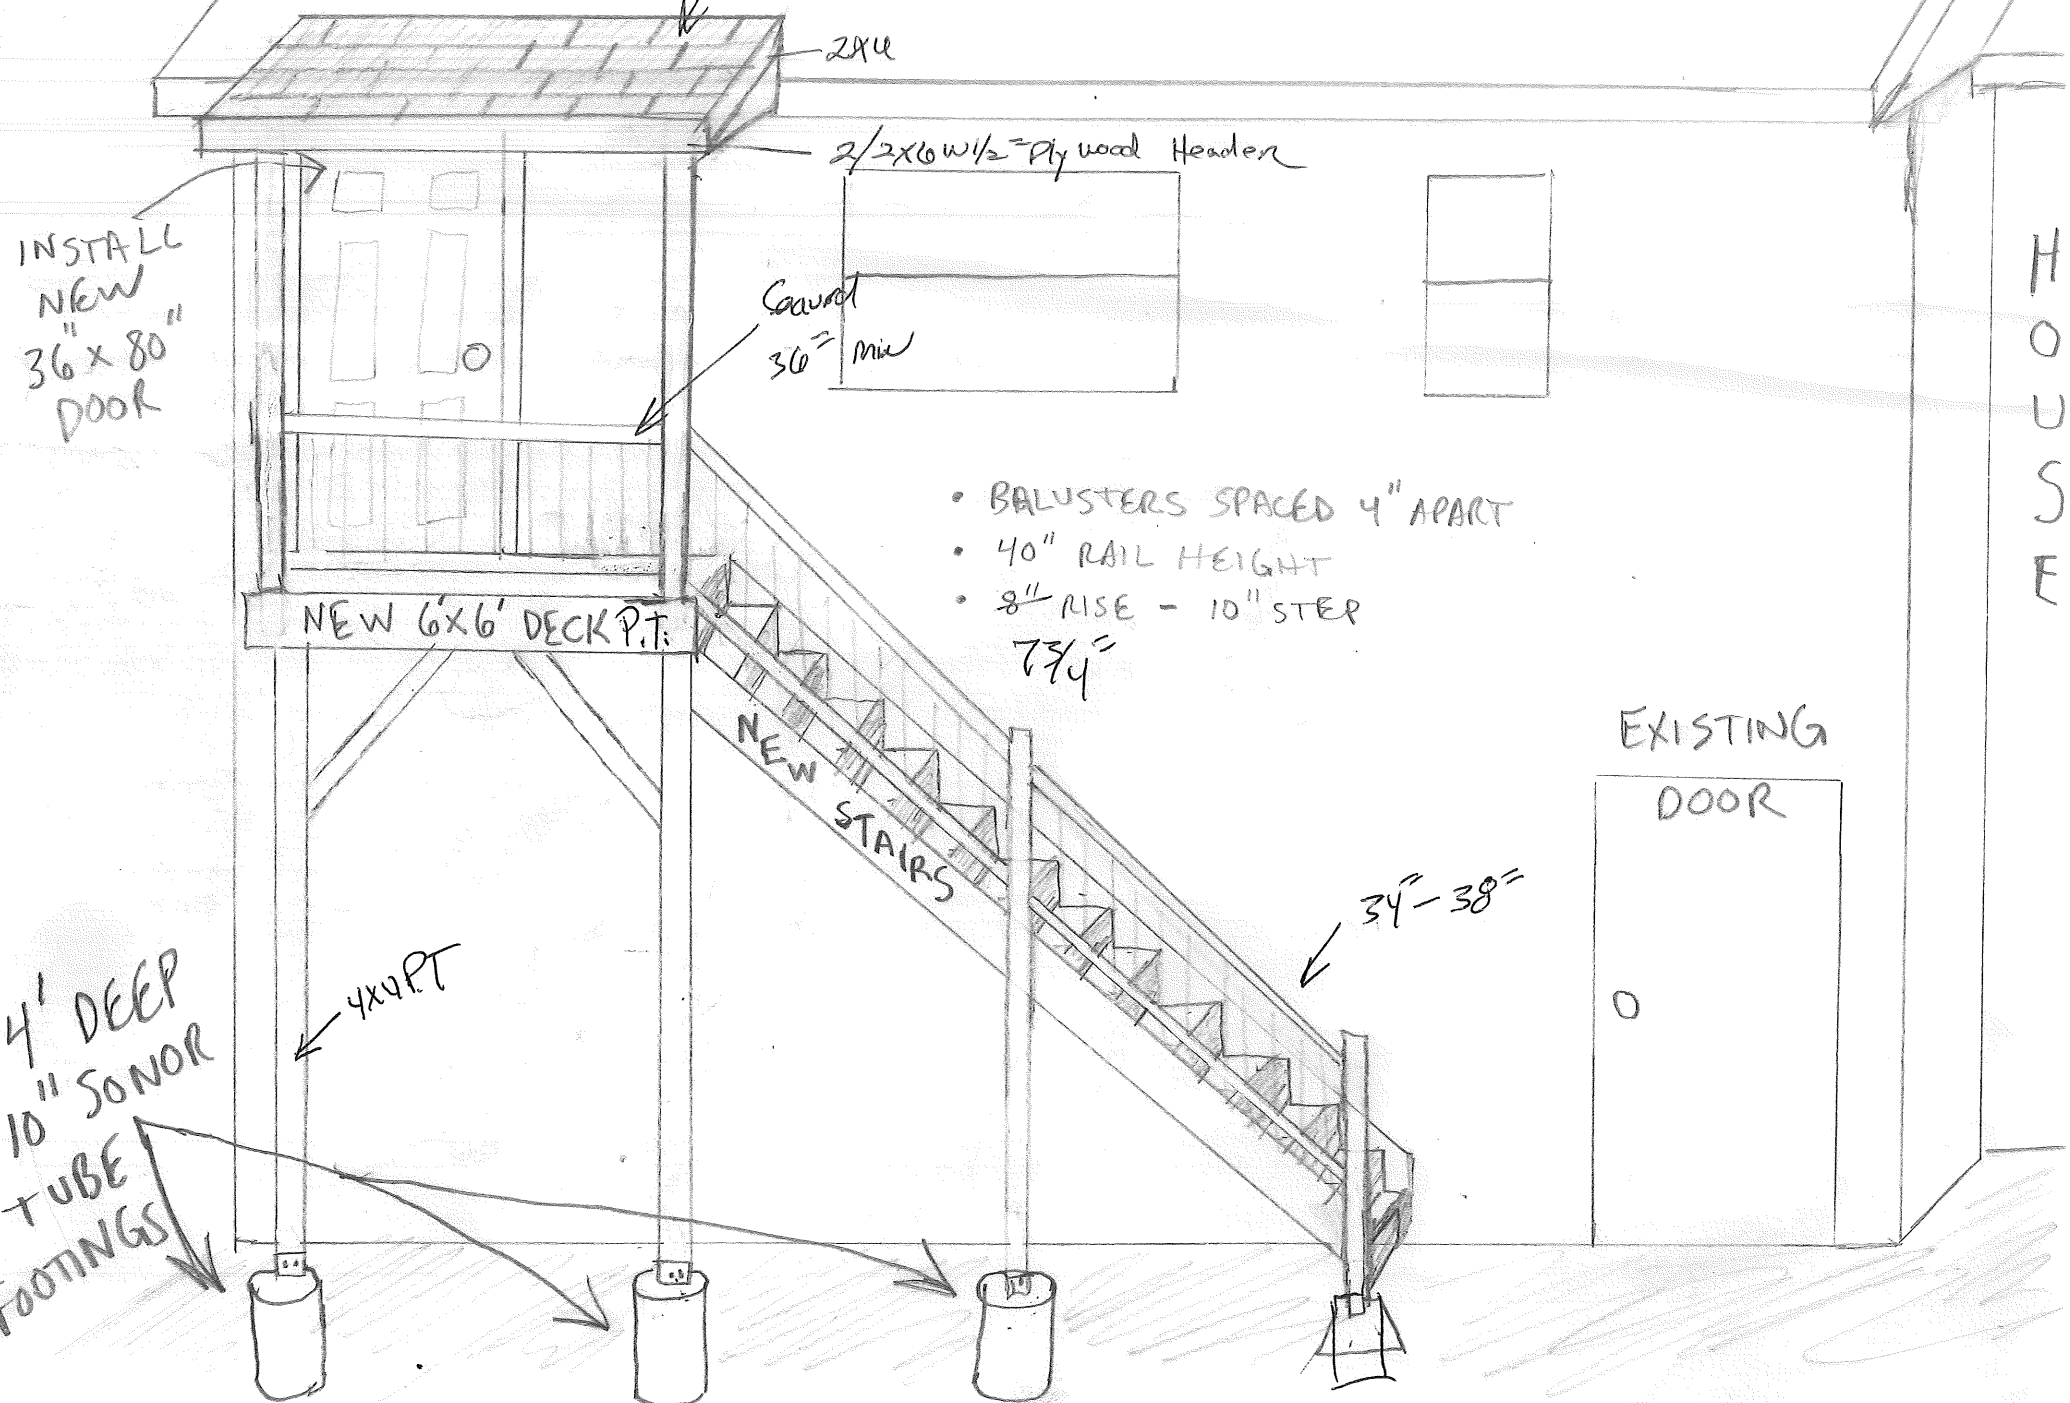 2x4
2/2x6 W 1/2" Plywood Header
INSTALL
NEW
36" x 80"
DOOR
Gaurd
36" min
HOUSE
• BALUSTERS SPACED 4" APART
• 40" RAIL HEIGHT
• 8" RISE - 10" STEP
7 3/4"
NEW 6'X6' DECK P.T.
NEW STAIRS
EXISTING
DOOR
34" - 38"
4x4 P.T
4' DEEP
10" SONOR
TUBE
FOOTINGS